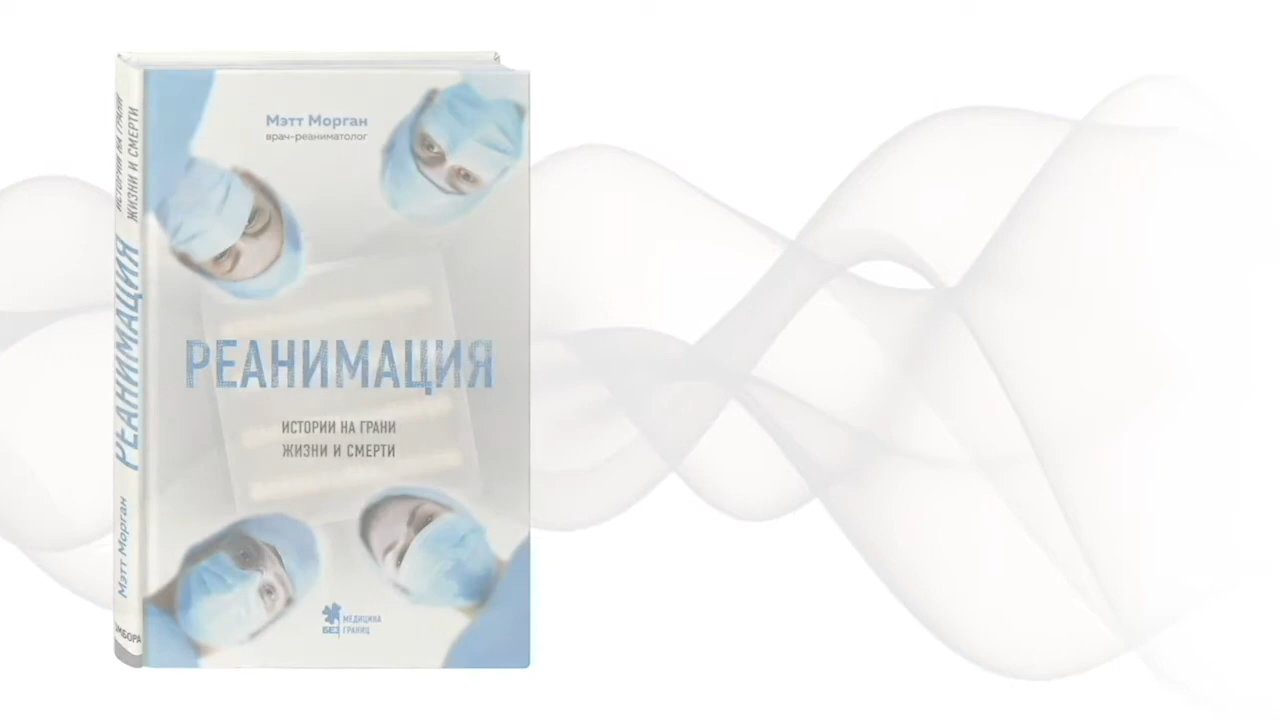 Мэтт Морган
врач-реаниматолог
РЕАНИМАЦИЯ
ИСТОРИИ НА ГРАНИ
ЖИЗНИ И СМЕРТИ
МЕДИЦИНА
БЕЗ ГРАНИЦ
ИСТОРИИ НА ГРАНИ
ЖИЗНИ И СМЕРТИ
РЕАНИМАЦИЯ
Мэтт Морган